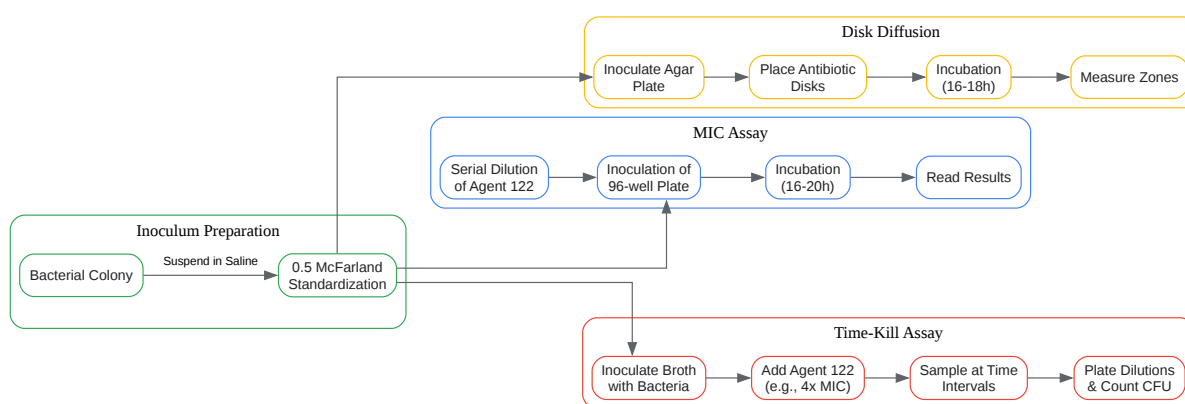 Disk Diffusion
Inoculate Agar
Plate
Place Antibiotic
Disks
Incubation
(16-18h)
Measure Zones
MIC Assay
Serial Dilution
of Agent 122
Inoculation of
96-well Plate
Incubation
(16-20h)
Read Results
Inoculum Preparation
Bacterial Colony
Suspend in Saline
0.5 McFarland
Standardization
Time-Kill Assay
Inoculate Broth
with Bacteria
Add Agent 122
(e.g., 4x MIC)
Sample at Time
Intervals
Plate Dilutions
& Count CFU